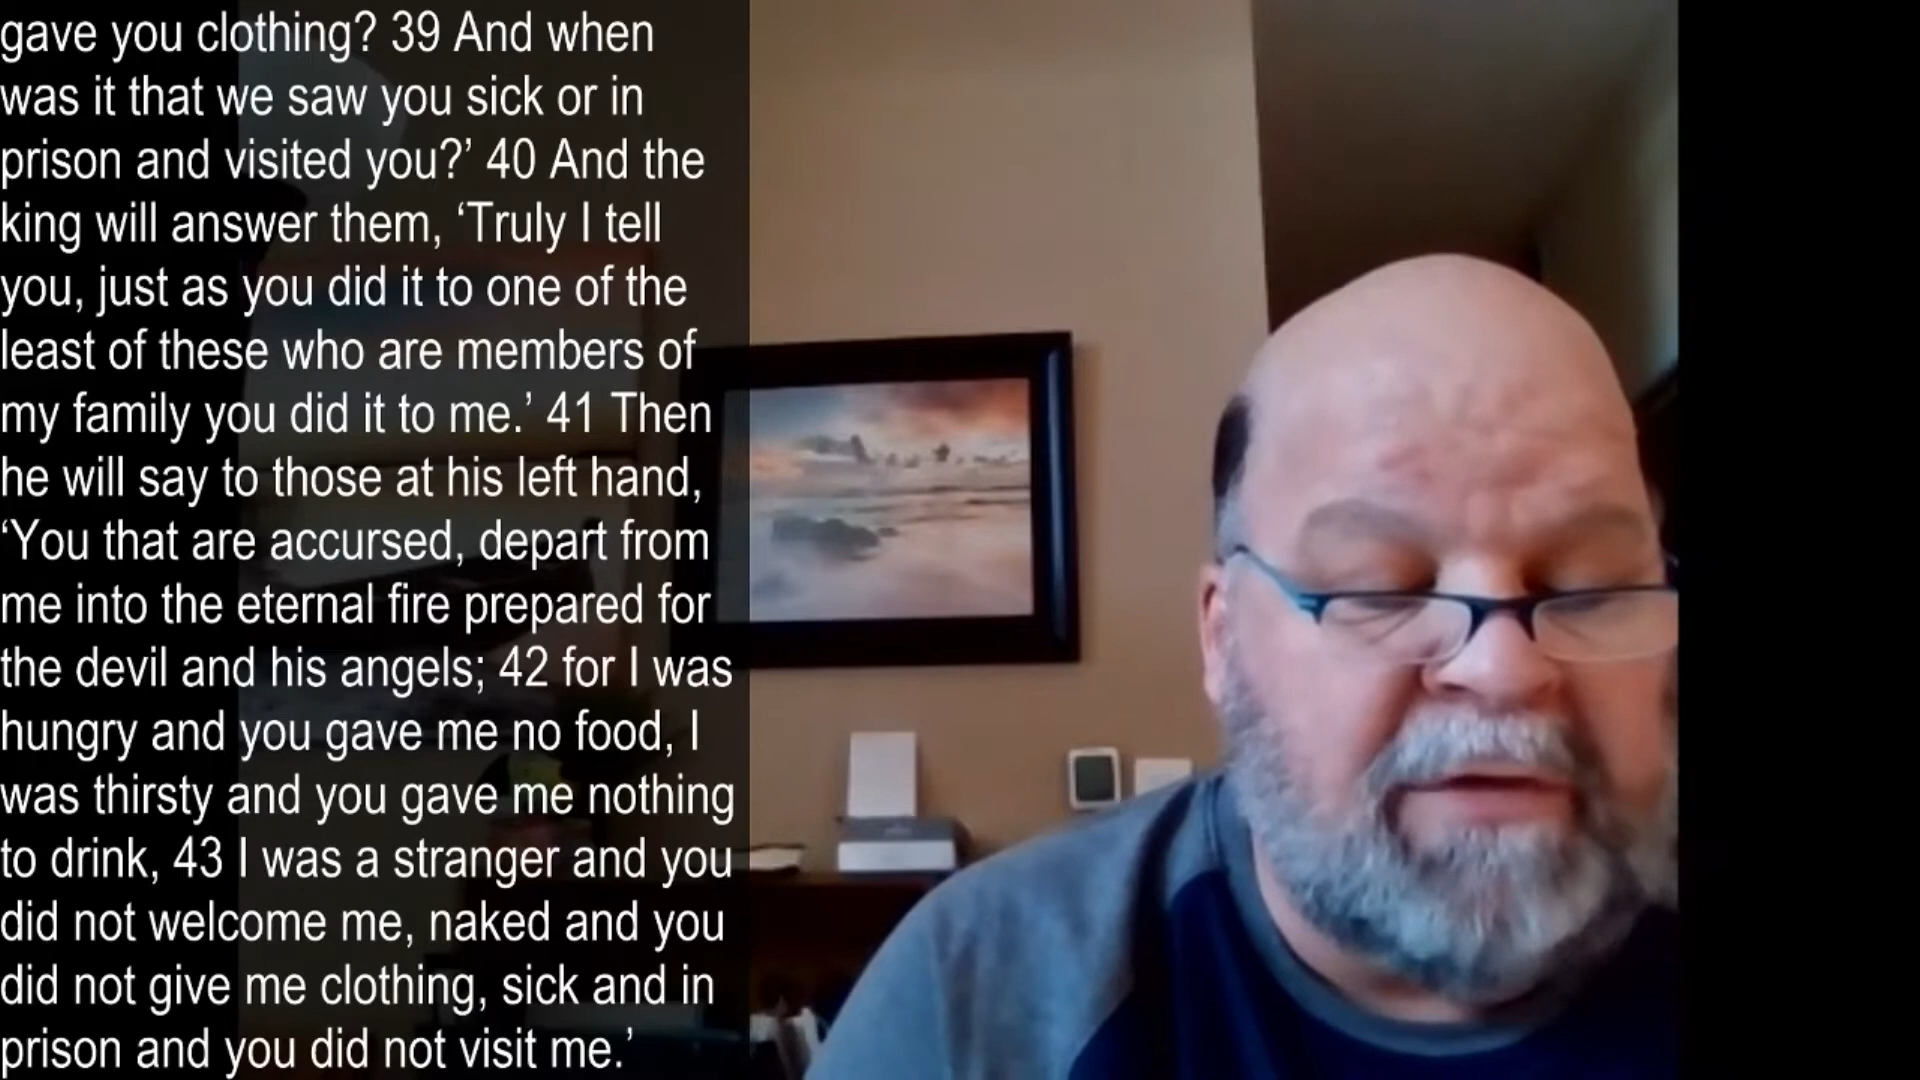 gave you clothing? 39 And when
was it that we saw you sick or in
prison and visited you?’ 40 And the
king will answer them, ‘Truly I tell
you, just as you did it to one of the
least of these who are members of
my family you did it to me.’ 41 Then
he will say to those at his left hand,
‘You that are accursed, depart from
me into the eternal fire prepared for
the devil and his angels; 42 for I was
hungry and you gave me no food, I
was thirsty and you gave me nothing
to drink, 43 I was a stranger and you
did not welcome me, naked and you
did not give me clothing, sick and in
prison and you did not visit me.’